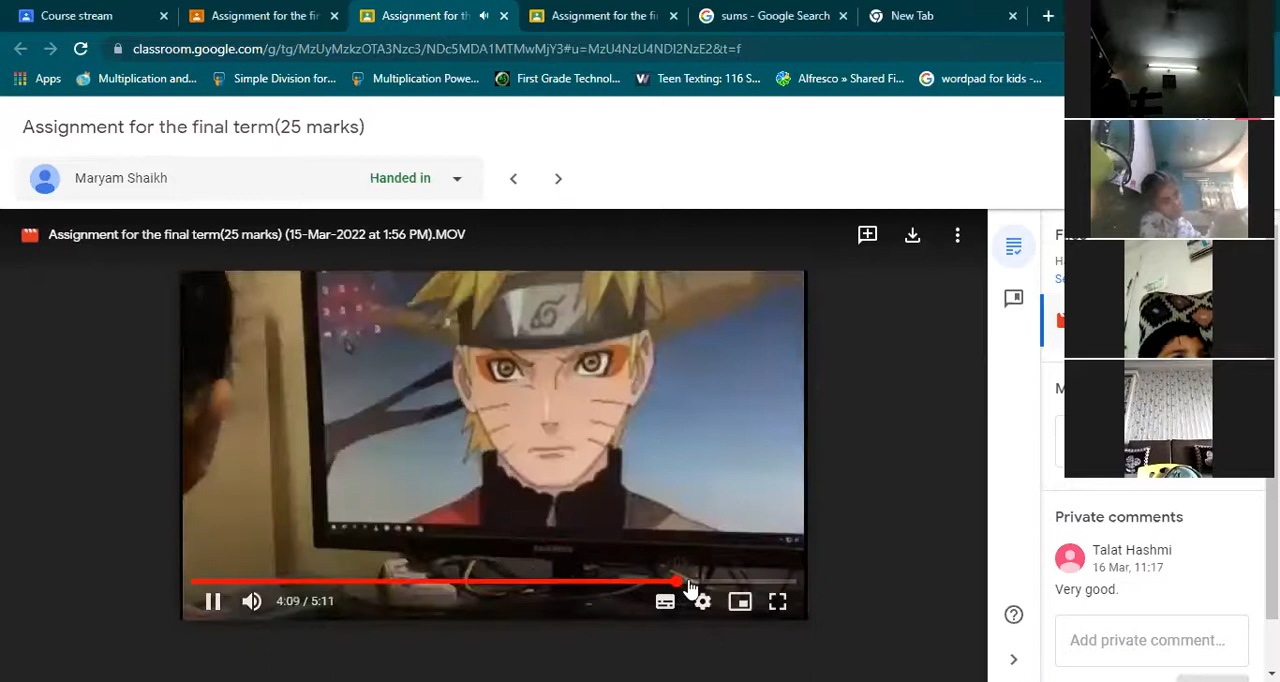 Course stream
Assignment for the fir
Assignment for th
Assignment for the fi
sums - Google Search
New Tab
classroom.google.com/g/tg/MzUyMzkzOTA3Nzc3/NDc5MDA1MTMwMjY3#u=MzU4NzU4NDI2NzE2&t=f
Apps
Multiplication and...
Simple Division for...
Multiplication Powe...
First Grade Technol...
Teen Texting: 116 S...
Alfresco » Shared Fi...
wordpad for kids -...
Assignment for the final term(25 marks)
Maryam Shaikh
Handed in
Assignment for the final term(25 marks) (15-Mar-2022 at 1:56 PM).MOV
4:09 / 5:11
Private comments
Talat Hashmi
16 Mar, 11:17
Very good.
Add private comment...